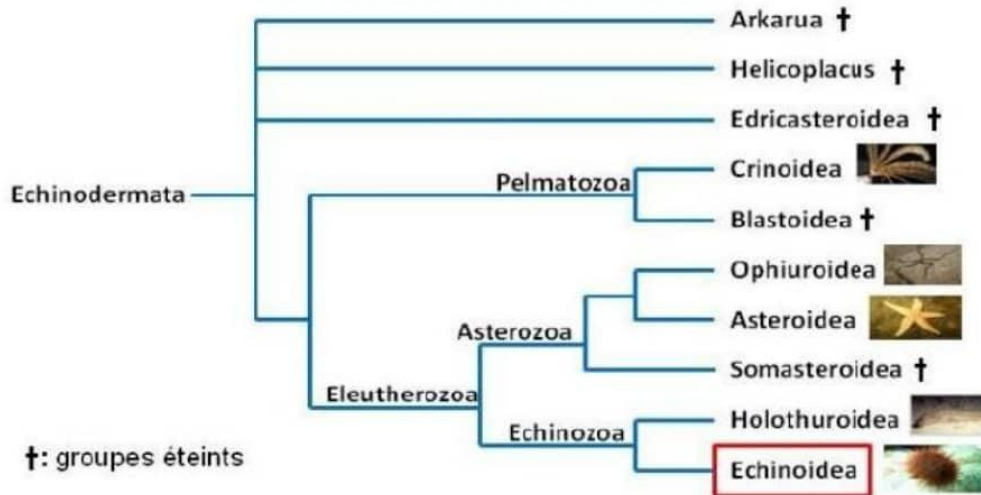 Arkarua †
Helicoplacus †
Edricasteroidea †
Pelmatozoa
Crinoidea
Echinodermata
Blastoidea †
Ophiuroidea
Asterozoa
Asteroidea
Somasteroidea †
Eleutherozoa
Holothuroidea
Echinozoa
†: groupes éteints
Echinoidea